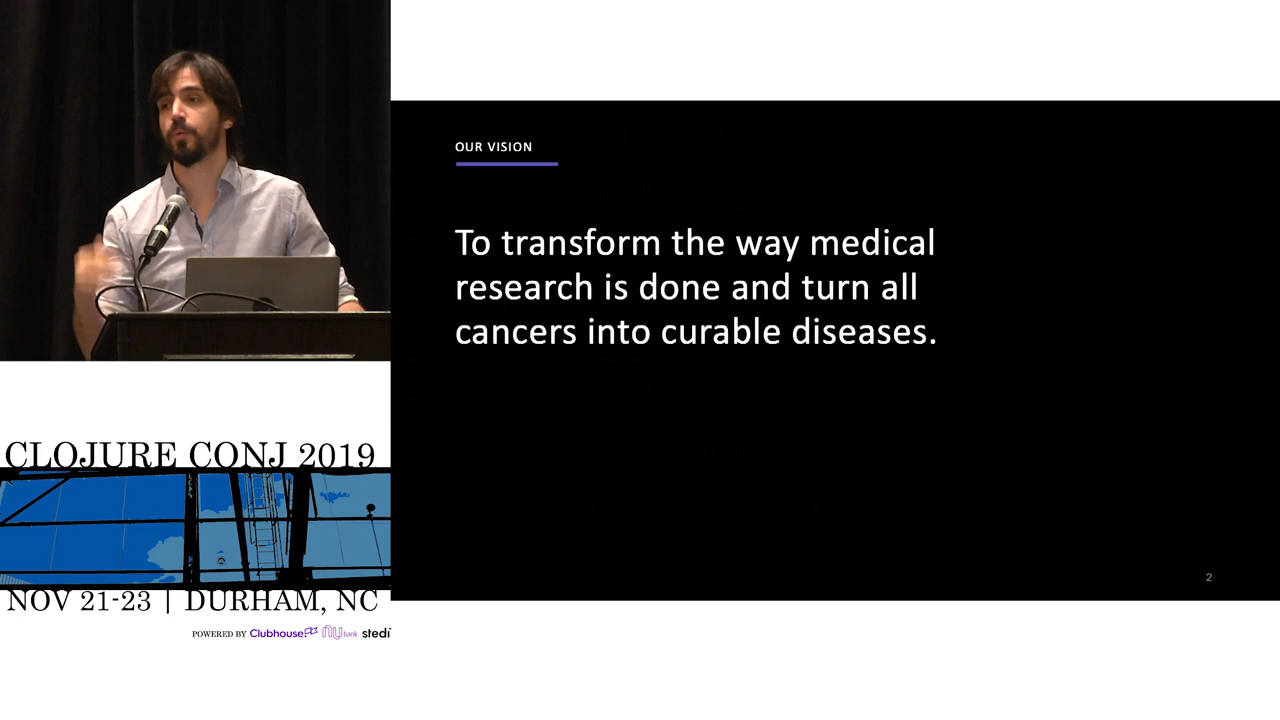 OUR VISION
To transform the way medical
research is done and turn all
cancers into curable diseases.
2
CLOJURE CONJ 2019
NOV 21-23 | DURHAM, NC
POWERED BY Clubhouse nu bank stedi